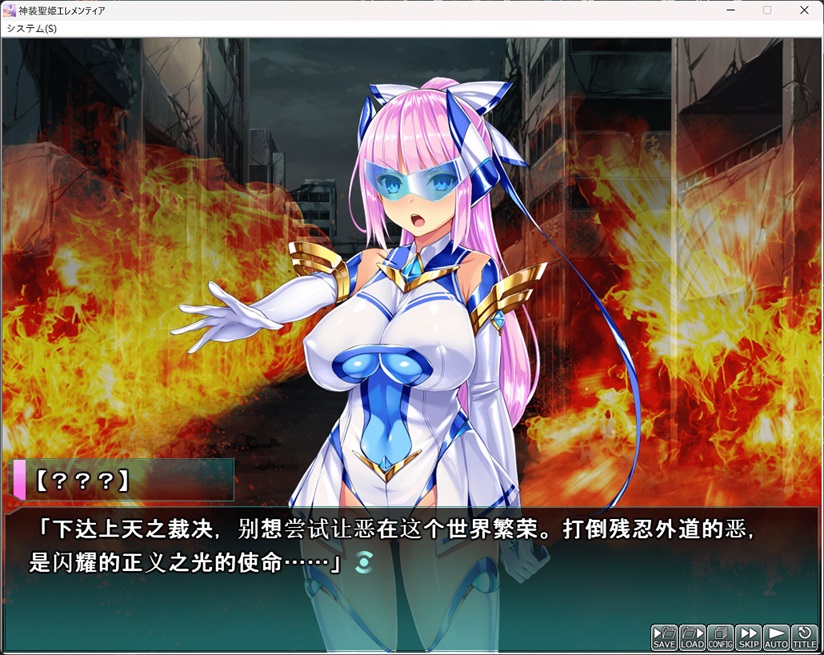 神装聖姫エレメンティア
システム(S)
【？？？】
「下达上天之裁决，别想尝试让恶在这个世界繁荣。打倒残忍外道的恶，
是闪耀的正义之光的使命……」
SAVE LOAD CONFIG SKIP AUTO TITLE